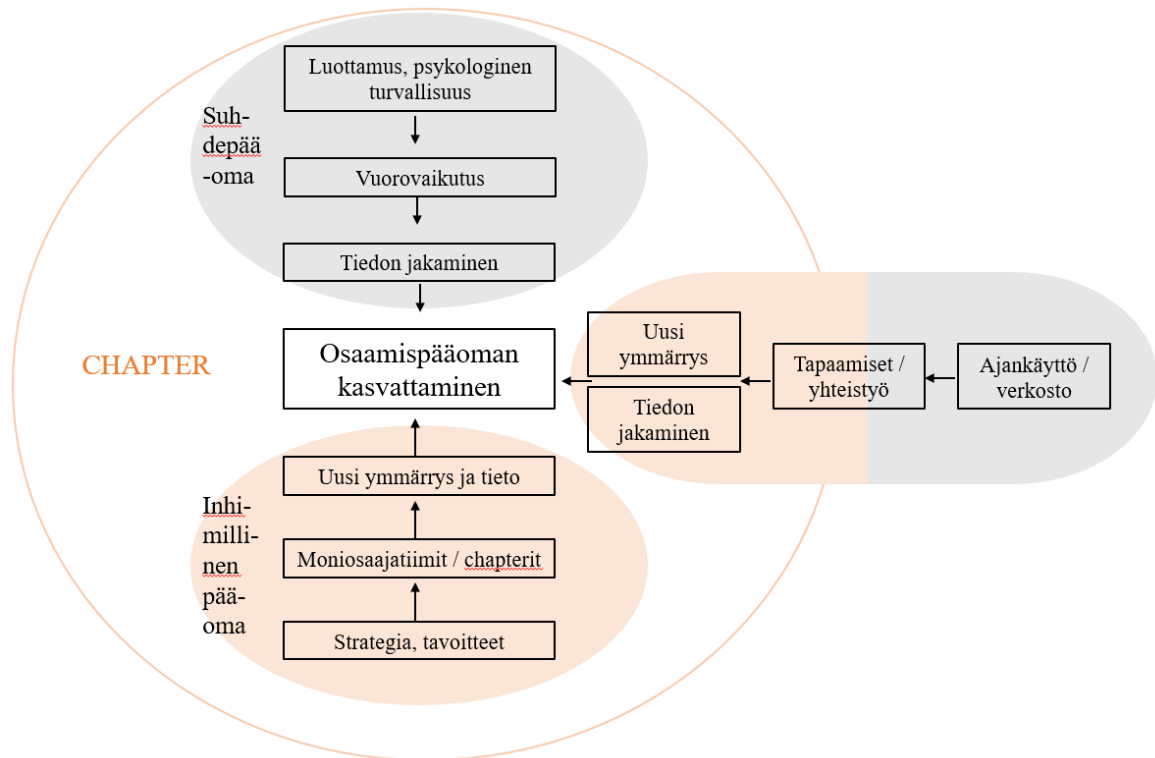 Luottamus, psykologinen
turvallisuus
Suh-
depää
-oma
Vuorovaikutus
Tiedon jakaminen
CHAPTER
Osaamispääoman
kasvattaminen
Uusi
ymmärrys
Tiedon
jakaminen
Tapaamiset /
yhteistyö
Ajankäyttö /
verkosto
Uusi ymmärrys ja tieto
Inhi-
milli-
nen
pää-
oma
Moniosaajatiimit / chapterit
Strategia, tavoitteet